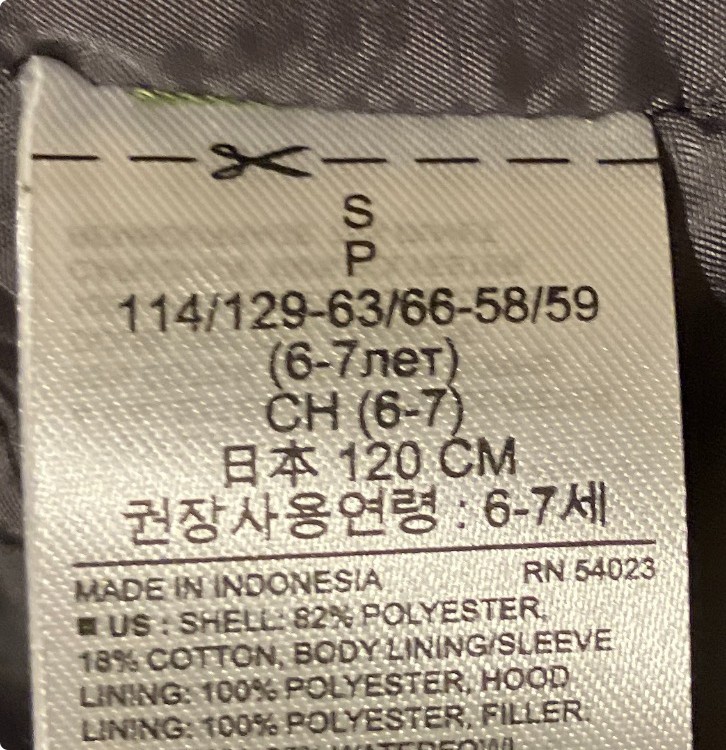 S
P
114/129-63/66-58/59
(6-7лет)
CH (6-7)
日本 120 CM
권장사용연령 : 6-7세
MADE IN INDONESIA RN 54023
US : SHELL: 82% POLYESTER,
18% COTTON, BODY LINING/SLEEVE
LINING: 100% POLYESTER, HOOD
LINING: 100% POLYESTER, FILLER:
WATERFOWL